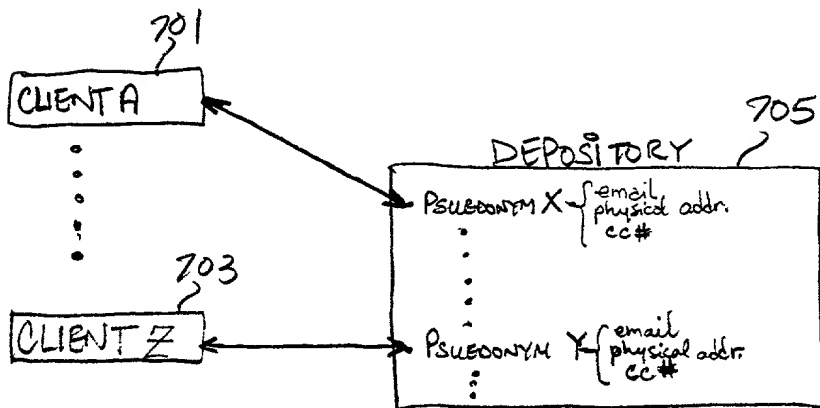 701
CLIENT A
705
DEPOSITORY
PSUEDONYM X
email
physical addr.
cc#
703
CLIENT Z
PSUEDONYM Y
email
physical addr.
cc#